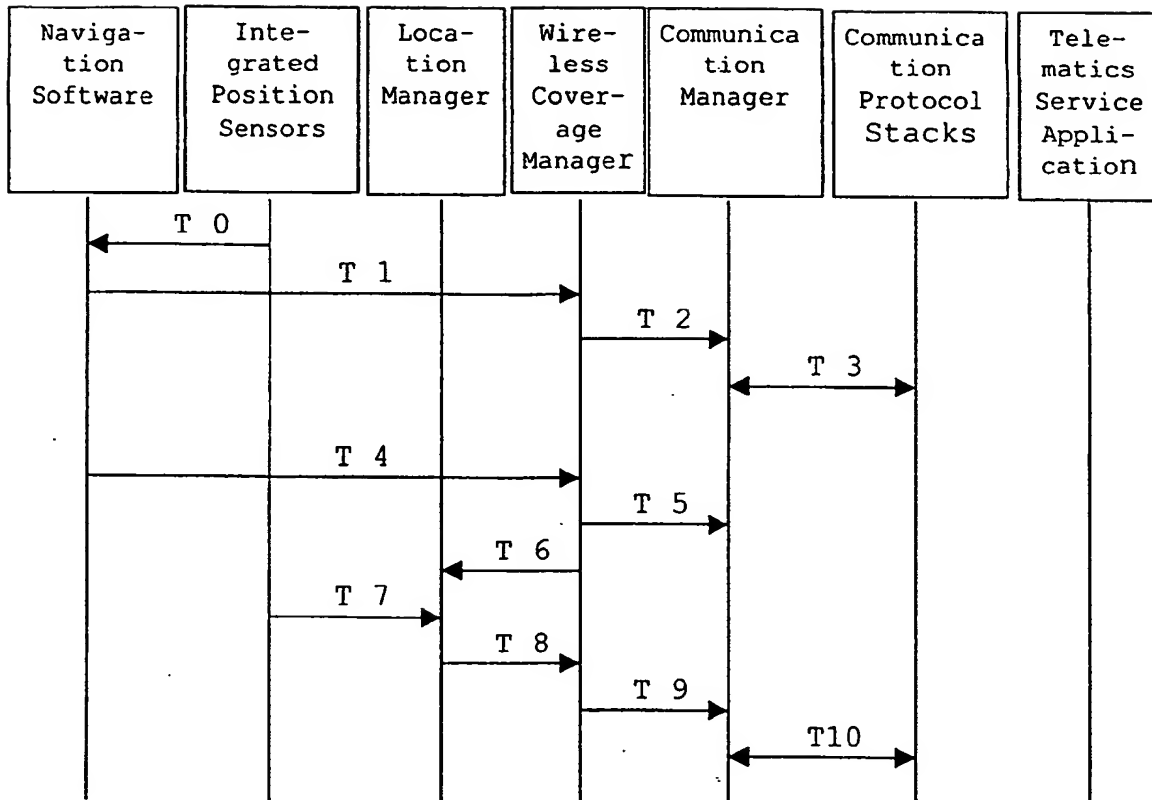 Naviga-
tion
Software
Inte-
grated
Position
Sensors
Loca-
tion
Manager
Wire-
less
Cover-
age
Manager
Communica
tion
Manager
Communica
tion
Protocol
Stacks
Tele-
matics
Service
Appli-
cation
T 0
T 1
T 2
T 3
T 4
T 5
T 6
T 7
T 8
T 9
T10